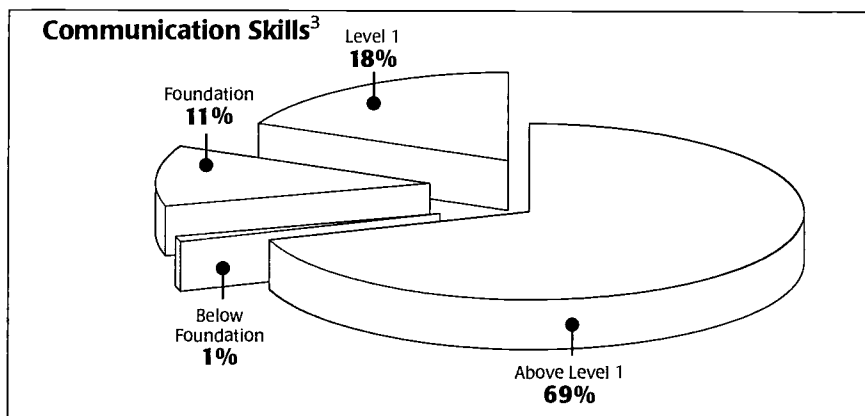 Communication Skills³
Level 1
18%
Foundation
11%
Below
Foundation
1%
Above Level 1
69%